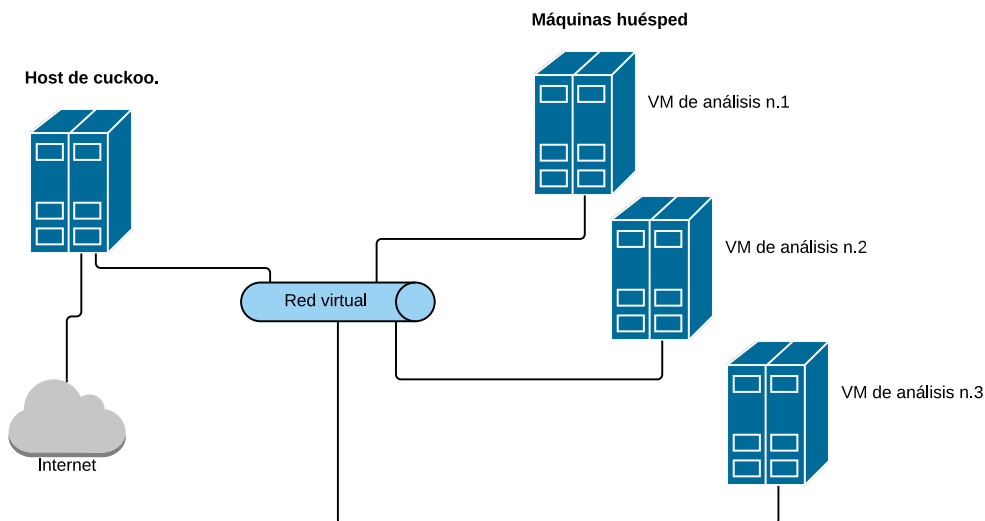 Máquinas huésped
Host de cuckoo.
VM de análisis n.1
VM de análisis n.2
Red virtual
VM de análisis n.3
Internet